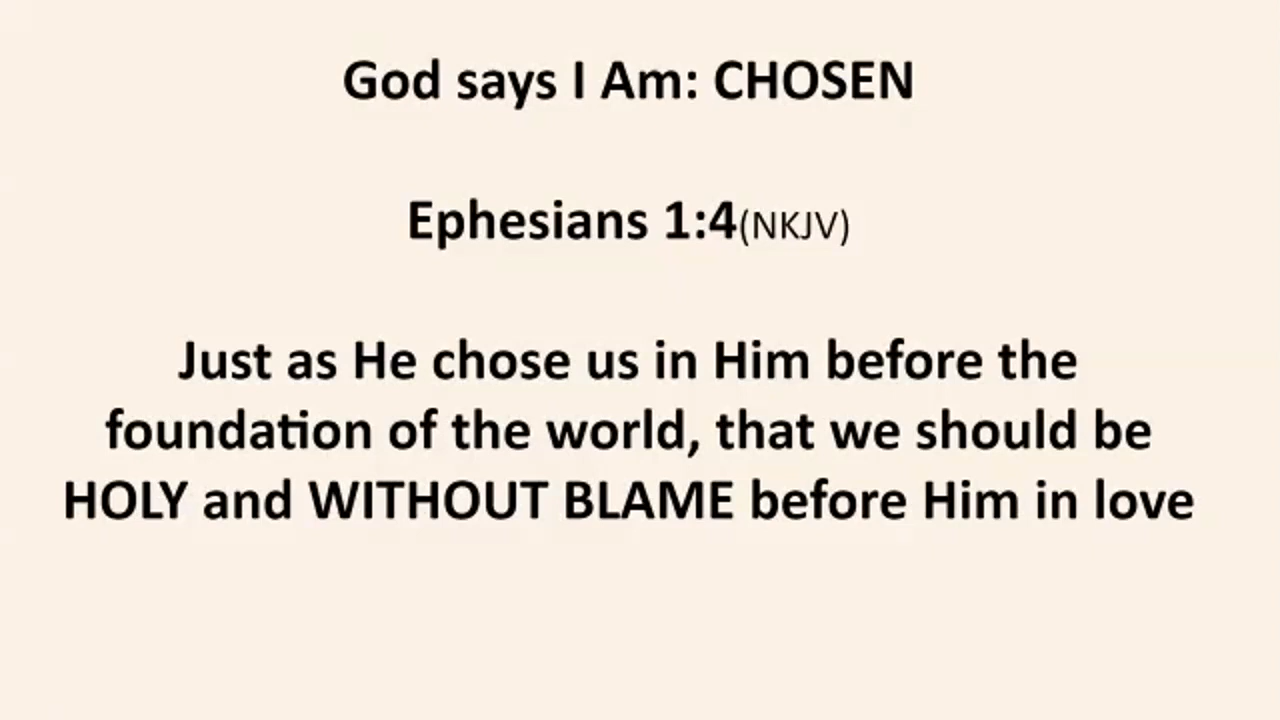 God says I Am: CHOSEN
Ephesians 1:4(NKJV)
Just as He chose us in Him before the
foundation of the world, that we should be
HOLY and WITHOUT BLAME before Him in love